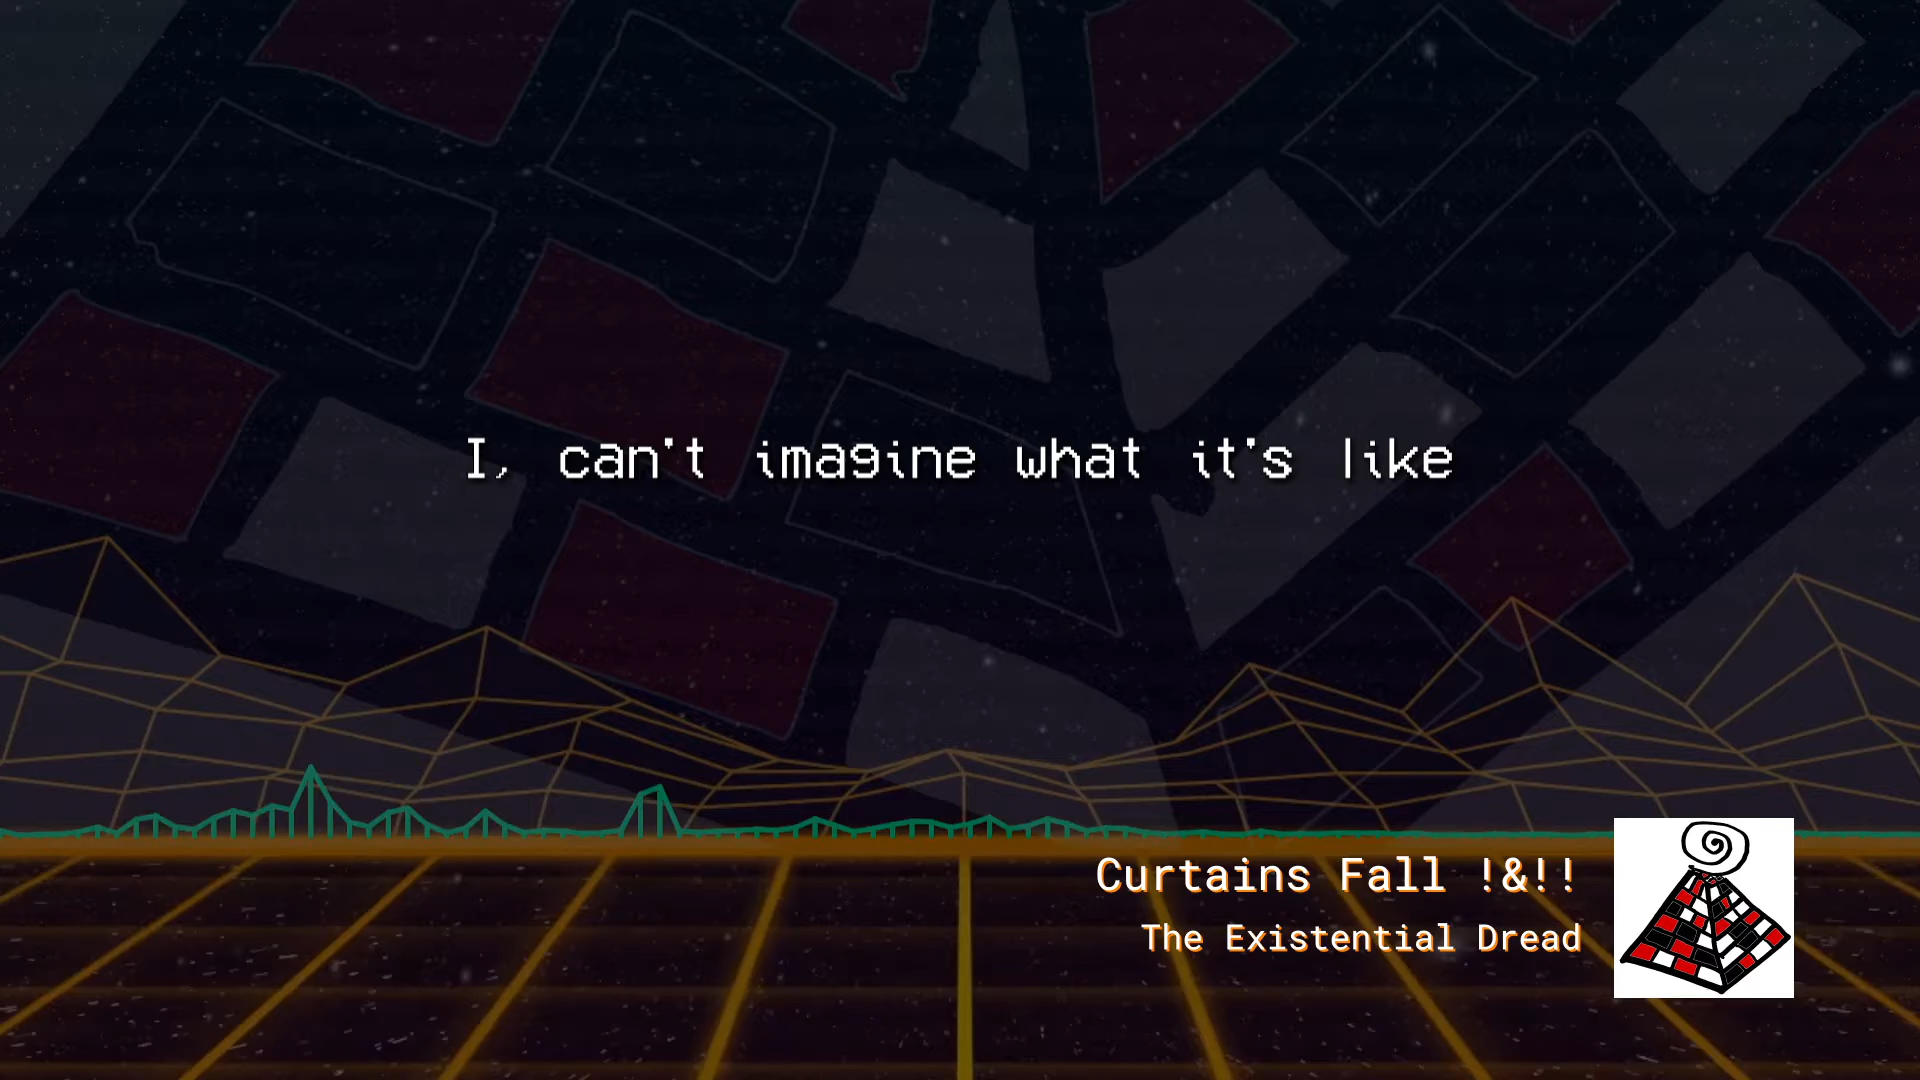 I, can't imagine what it's like
Curtains Fall !&!!
The Existential Dread